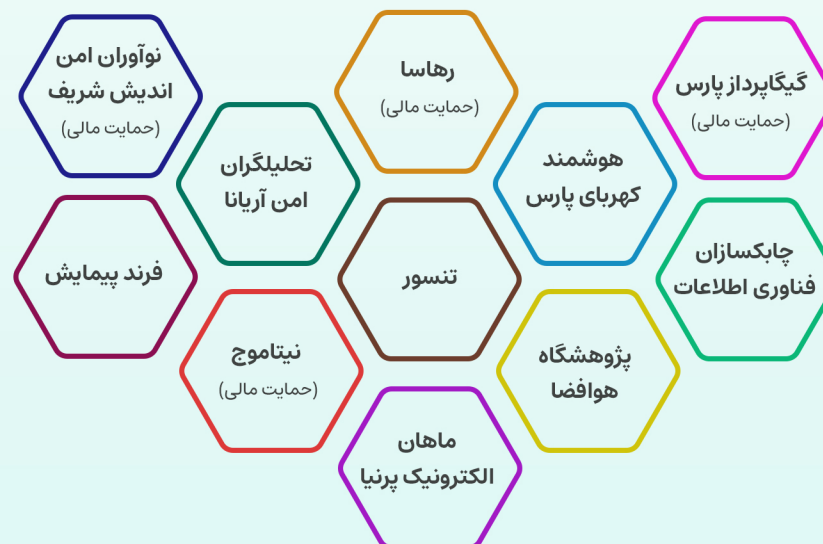 گیگاپرداز پارس
(حمایت مالی)
رهاسا
(حمایت مالی)
نوآوران امن
اندیش شریف
(حمایت مالی)
هوشمند
کهربای پارس
تحلیلگران
امن آریانا
چابکسازان
فناوری اطلاعات
تنسور
فرند پیمایش
پژوهشگاه
هوافضا
نیتاموج
(حمایت مالی)
ماهان
الکترونیک پرنیا